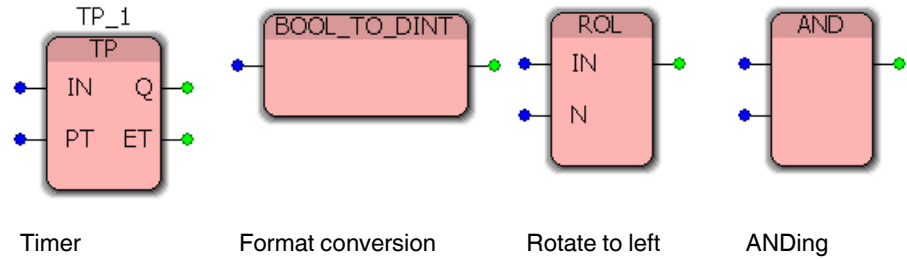 TP_1
TP
IN Q
PT ET
BOOL_TO_DINT
ROL
IN
N
AND
Timer
Format conversion
Rotate to left
ANDing